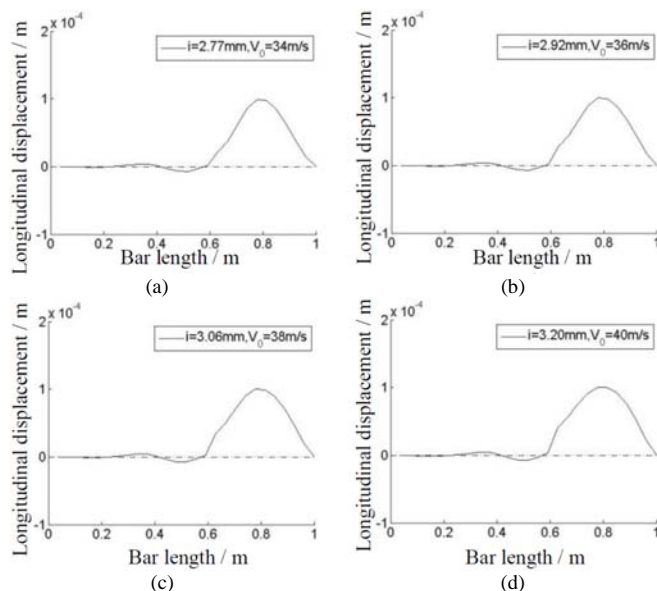 2 x 10⁻⁴
i=2.77mm,V₀=34m/s
Longitudinal displacement / m
1
0
-1
0 0.2 0.4 0.6 0.8 1
Bar length / m
(a)
2 x 10⁻⁴
i=2.92mm,V₀=36m/s
Longitudinal displacement / m
1
0
-1
0 0.2 0.4 0.6 0.8 1
Bar length / m
(b)
2 x 10⁻⁴
i=3.06mm,V₀=38m/s
Longitudinal displacement / m
1
0
-1
0 0.2 0.4 0.6 0.8 1
Bar length / m
(c)
2 x 10⁻⁴
i=3.20mm,V₀=40m/s
Longitudinal displacement / m
1
0
-1
0 0.2 0.4 0.6 0.8 1
Bar length / m
(d)